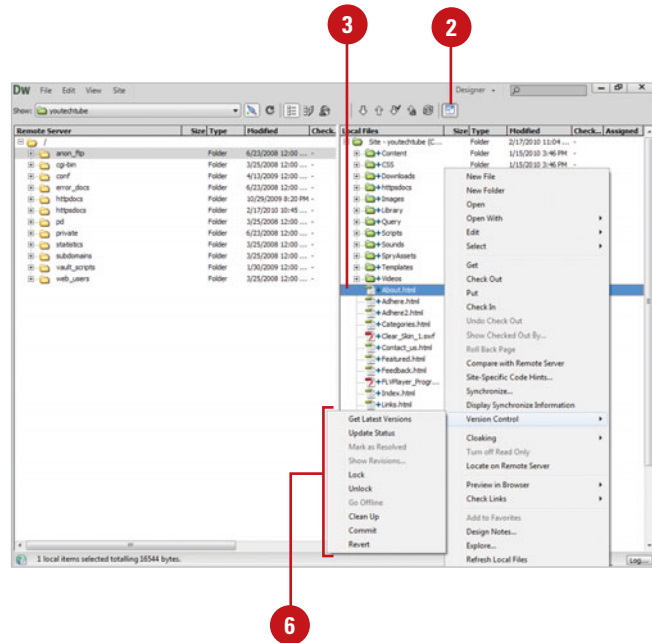 3
2
DW File Edit View Site
Designer
Show: youtechtube
Remote Server Size Type Modified Check.
/
anon_ftp Folder 6/23/2008 12:00 ... -
cgi-bin Folder 3/25/2008 12:00 ... -
conf Folder 4/13/2009 12:00 ... -
error_docs Folder 6/23/2008 12:00 ... -
httpdocs Folder 10/29/2009 8:20 PM -
httpsdocs Folder 2/17/2010 10:45 ... -
pd Folder 3/25/2008 12:00 ... -
private Folder 6/23/2008 12:00 ... -
statistics Folder 3/25/2008 12:00 ... -
subdomains Folder 3/25/2008 12:00 ... -
vault_scripts Folder 1/30/2009 12:00 ... -
web_users Folder 3/25/2008 12:00 ... -
Local Files Size Type Modified Check... Assigned
Site - youtechtube (C... Folder 2/17/2010 11:04 ... -
Content Folder 1/15/2010 3:46 PM -
CSS Folder 1/15/2010 3:46 PM -
Downloads
httpsdocs
Images
Library
Query
Scripts
Sounds
SpryAssets
Templates
Videos
About.html
Adhere.html
Adhere2.html
Categories.html
Clear_Skin_1.swf
Contact_us.html
Featured.html
Feedback.html
FLVPlayer_Progr...
Index.html
Links.html
New File
New Folder
Open
Open With
Edit
Select
Get
Check Out
Put
Check In
Undo Check Out
Show Checked Out By...
Roll Back Page
Compare with Remote Server
Site-Specific Code Hints...
Synchronize...
Display Synchronize Information
Version Control
Cloaking
Turn off Read Only
Locate on Remote Server
Preview in Browser
Check Links
Add to Favorites
Design Notes...
Explore...
Refresh Local Files
Get Latest Versions
Update Status
Mark as Resolved
Show Revisions...
Lock
Unlock
Go Offline
Clean Up
Commit
Revert
1 local items selected totalling 16544 bytes.
Log...
6